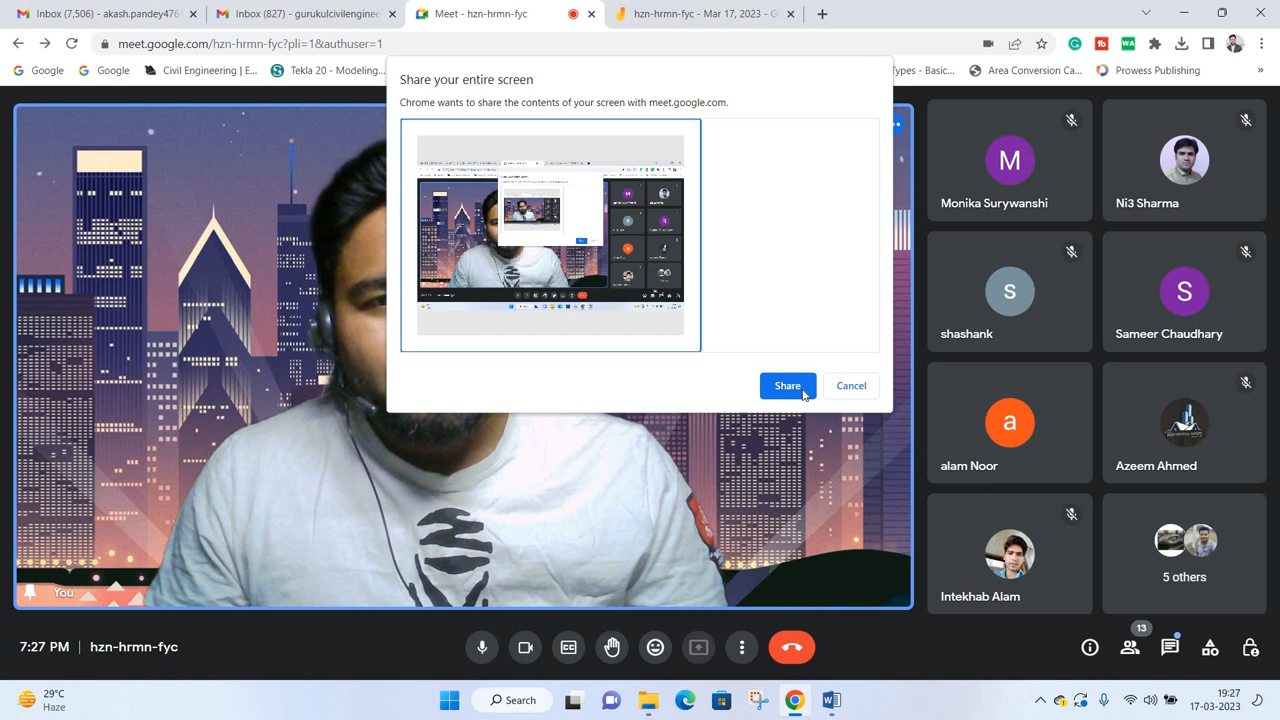 Inbox (7,506) - akash.pandey476
Inbox (827) - gurukulcivilengineer
Meet - hzn-hrmn-fyc
hzn-hrmn-fyc - Mar 17, 2023 - G
meet.google.com/hzn-hrmn-fyc?pli=1&authuser=1
Google
Google
Civil Engineering | E...
Tekla 20 - Modeling...
ypes - Basic...
Area Conversion Ca...
Prowess Publishing
»
Share your entire screen
Chrome wants to share the contents of your screen with meet.google.com.
Share
Cancel
M
Monika Surywanshi
Ni3 Sharma
s
shashank
S
Sameer Chaudhary
a
alam Noor
Azeem Ahmed
Intekhab Alam
5 others
You
7:27 PM | hzn-hrmn-fyc
13
29°C
Haze
Search
19:27
17-03-2023